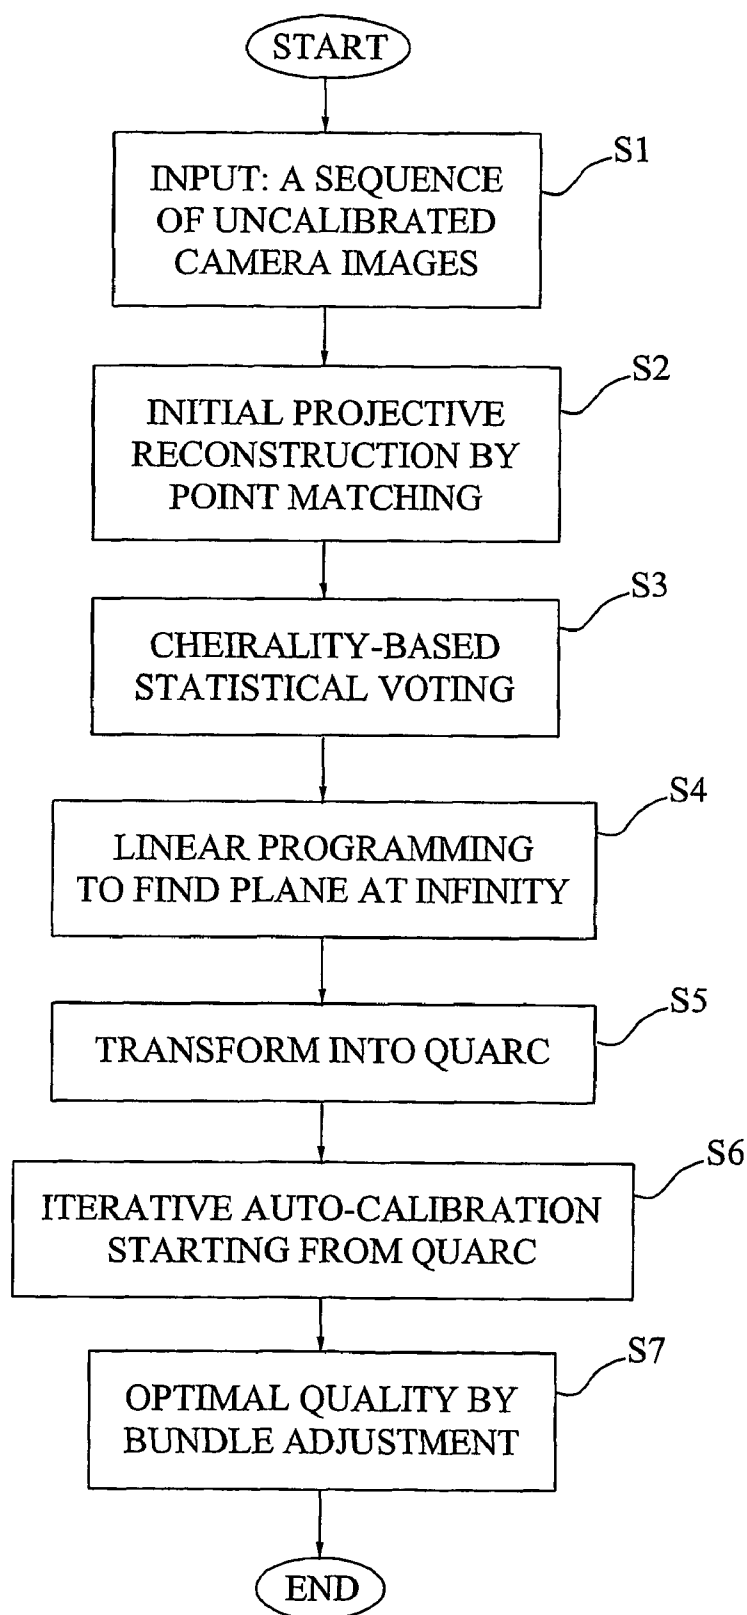 START
S1
INPUT: A SEQUENCE
OF UNCALIBRATED
CAMERA IMAGES
S2
INITIAL PROJECTIVE
RECONSTRUCTION BY
POINT MATCHING
S3
CHEIRALITY-BASED
STATISTICAL VOTING
S4
LINEAR PROGRAMMING
TO FIND PLANE AT INFINITY
S5
TRANSFORM INTO QUARC
S6
ITERATIVE AUTO-CALIBRATION
STARTING FROM QUARC
S7
OPTIMAL QUALITY BY
BUNDLE ADJUSTMENT
END